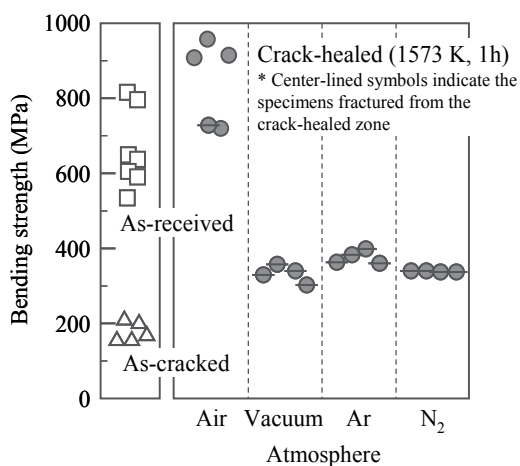 1000
800
600
400
200
0
Bending strength (MPa)
As-received
As-cracked
Crack-healed (1573 K, 1h)
* Center-lined symbols indicate the
specimens fractured from the
crack-healed zone
Air Vacuum Ar N₂
Atmosphere